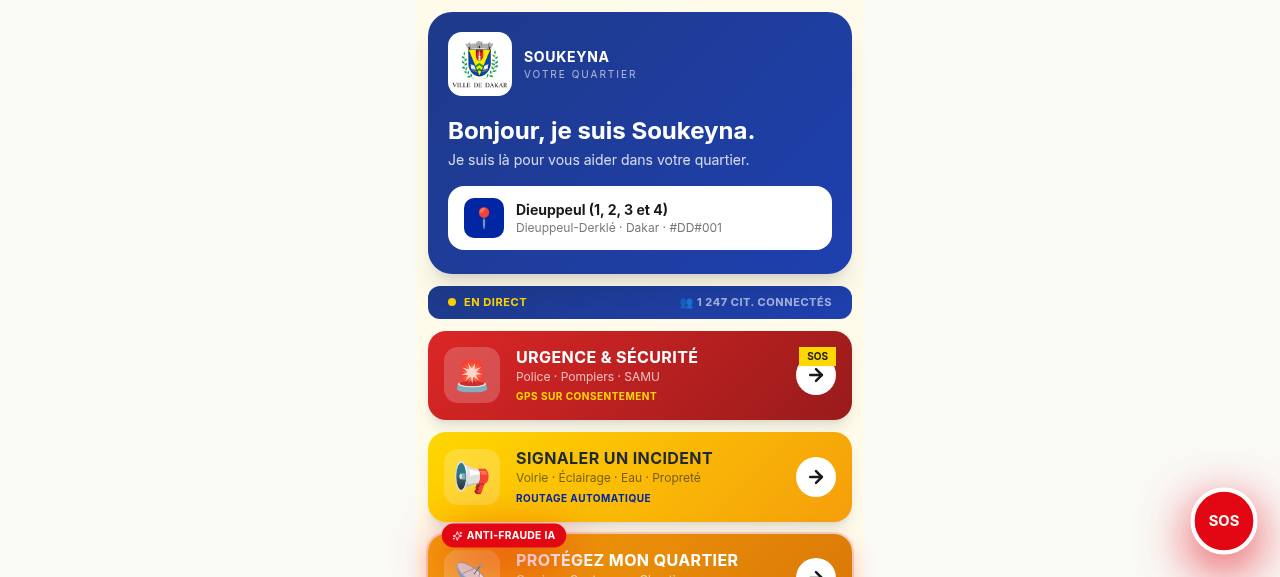 VILLE DE DAKAR
SOUKEYNA
VOTRE QUARTIER
Bonjour, je suis Soukeyna.
Je suis là pour vous aider dans votre quartier.
Dieuppeul (1, 2, 3 et 4)
Dieuppeul-Derklé · Dakar · #DD#001
EN DIRECT
1 247 CIT. CONNECTÉS
URGENCE & SÉCURITÉ
SOS
Police · Pompiers · SAMU
GPS SUR CONSENTEMENT
SIGNALER UN INCIDENT
Voirie · Éclairage · Eau · Propreté
ROUTAGE AUTOMATIQUE
SOS
ANTI-FRAUDE IA
PROTÉGEZ MON QUARTIER